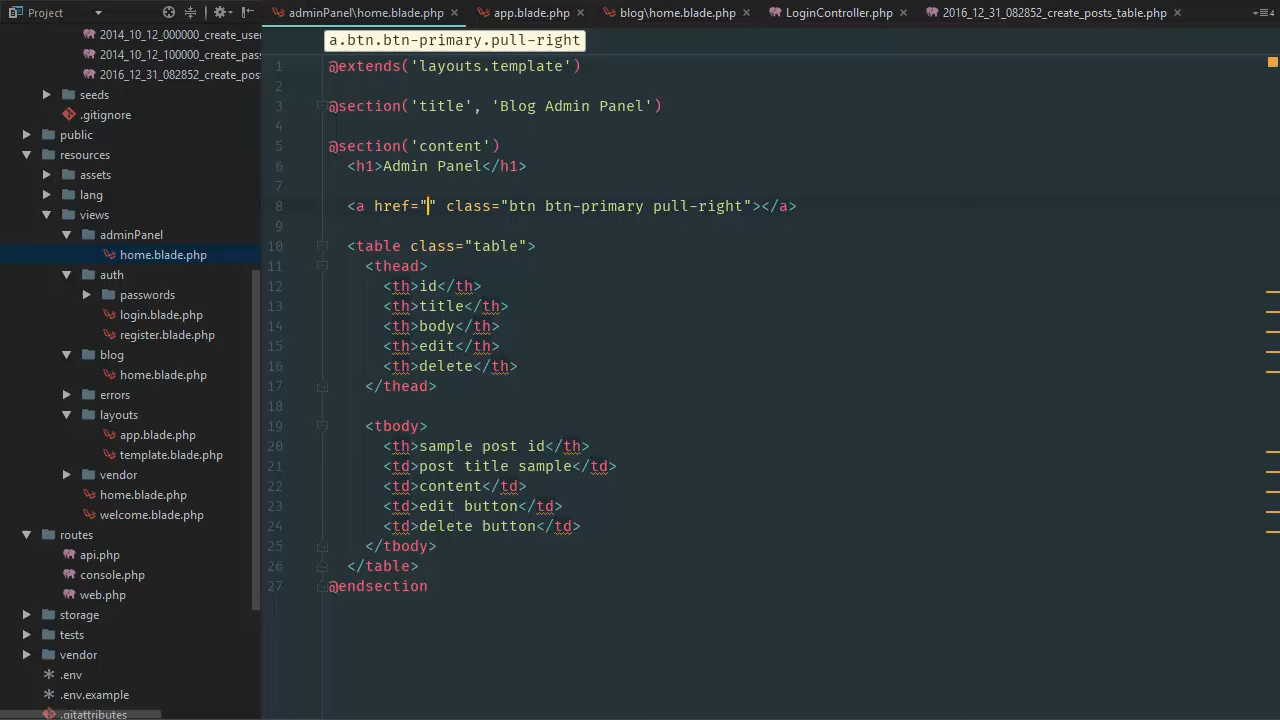 Project
adminPanel\home.blade.php
app.blade.php
blog\home.blade.php
LoginController.php
2016_12_31_082852_create_posts_table.php
a.btn.btn-primary.pull-right
2014_10_12_000000_create_user
2014_10_12_100000_create_pas
2016_12_31_082852_create_pos
seeds
.gitignore
public
resources
assets
lang
views
adminPanel
home.blade.php
auth
passwords
login.blade.php
register.blade.php
blog
home.blade.php
errors
layouts
app.blade.php
template.blade.php
vendor
home.blade.php
welcome.blade.php
routes
api.php
console.php
web.php
storage
tests
vendor
.env
.env.example
.gitattributes
1 @extends('layouts.template')
2
3 @section('title', 'Blog Admin Panel')
4
5 @section('content')
6 <h1>Admin Panel</h1>
7
8 <a href="" class="btn btn-primary pull-right"></a>
9
10 <table class="table">
11 <thead>
12 <th>id</th>
13 <th>title</th>
14 <th>body</th>
15 <th>edit</th>
16 <th>delete</th>
17 </thead>
18
19 <tbody>
20 <th>sample post id</th>
21 <td>post title sample</td>
22 <td>content</td>
23 <td>edit button</td>
24 <td>delete button</td>
25 </tbody>
26 </table>
27 @endsection